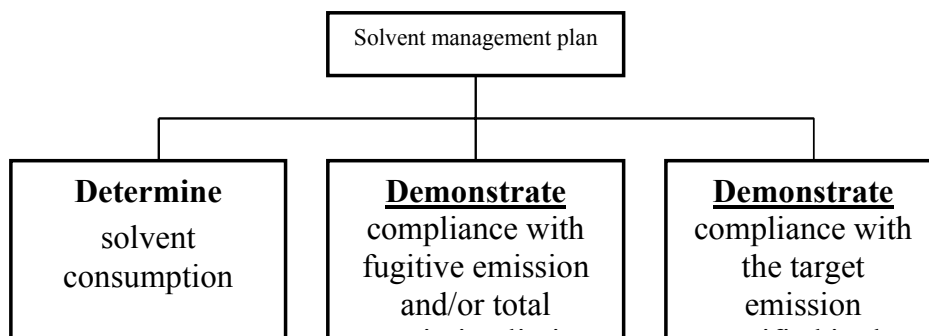 Solvent management plan
Determine
solvent
consumption
Demonstrate
compliance with
fugitive emission
and/or total
Demonstrate
compliance with
the target
emission